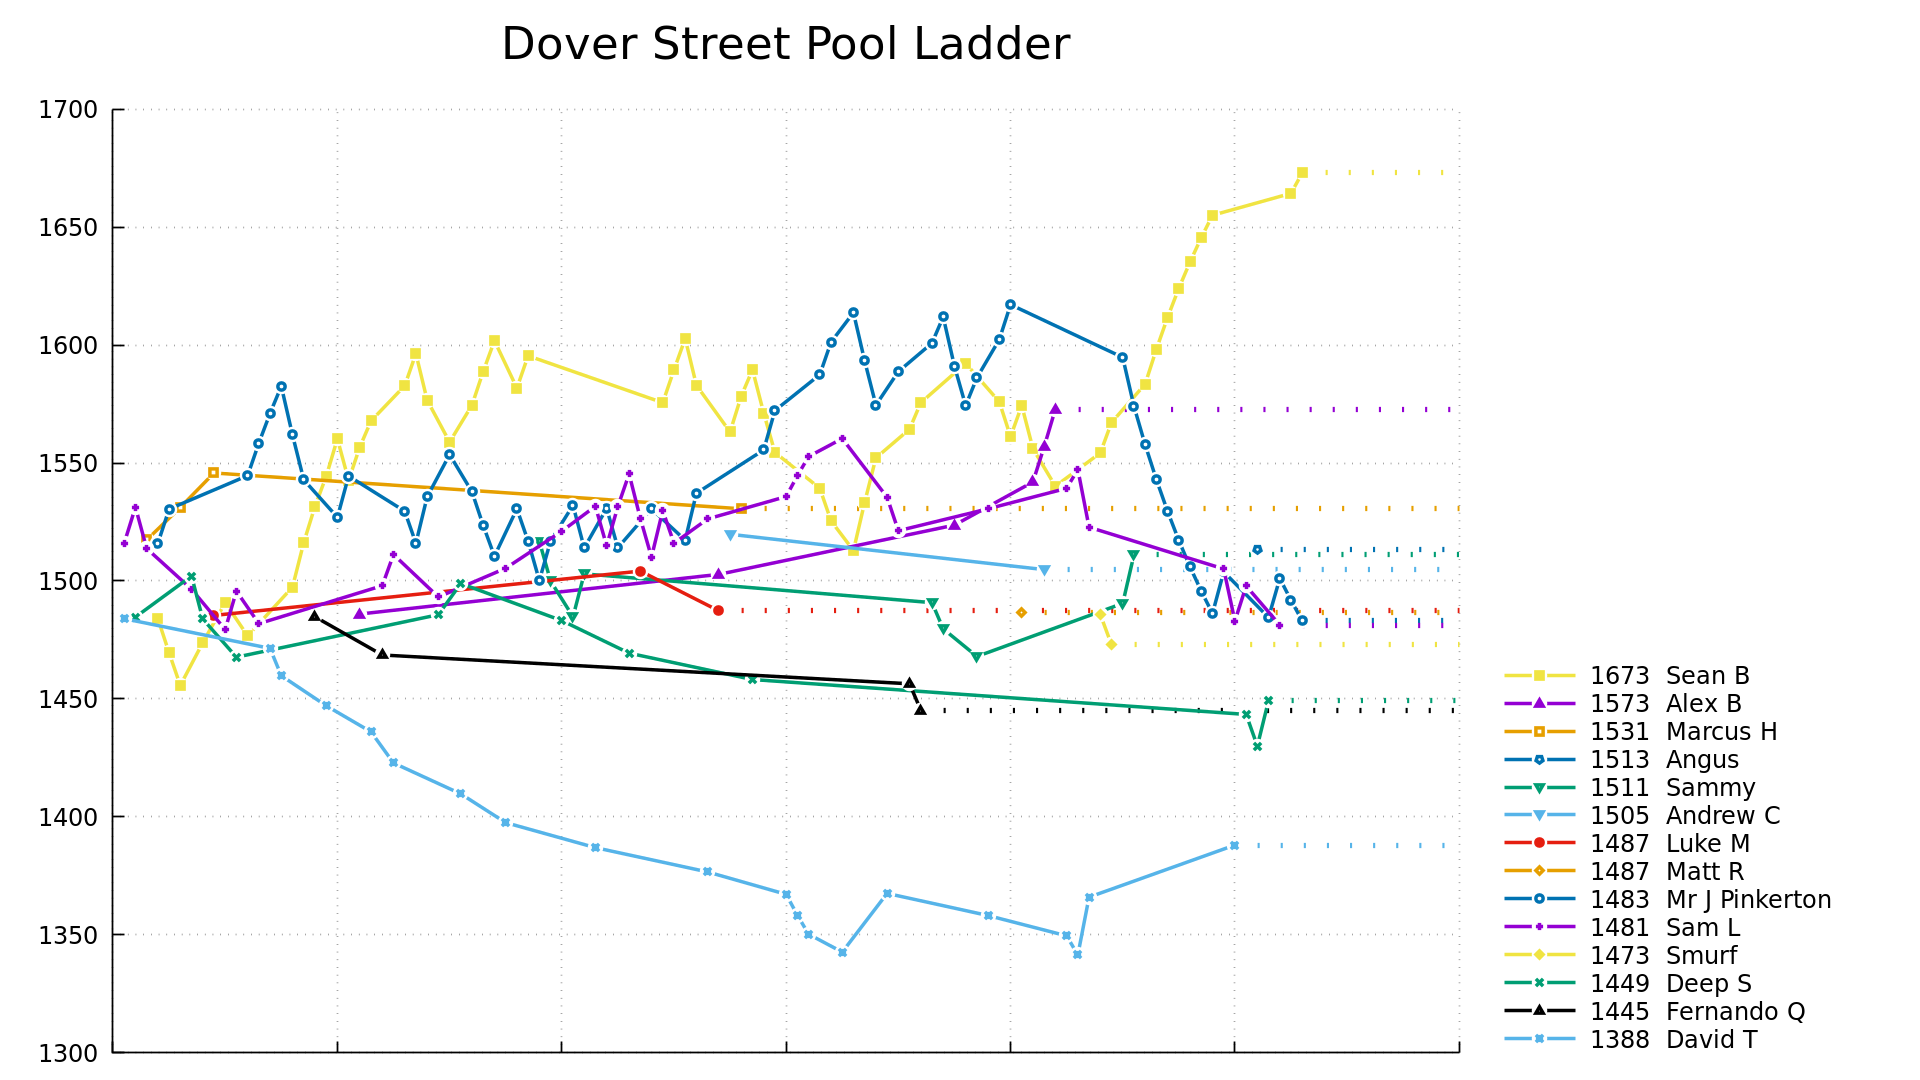 Dover Street Pool Ladder
1700
1650
1600
1550
1500
1450
1400
1350
1300
1673 Sean B
1573 Alex B
1531 Marcus H
1513 Angus
1511 Sammy
1505 Andrew C
1487 Luke M
1487 Matt R
1483 Mr J Pinkerton
1481 Sam L
1473 Smurf
1449 Deep S
1445 Fernando Q
1388 David T